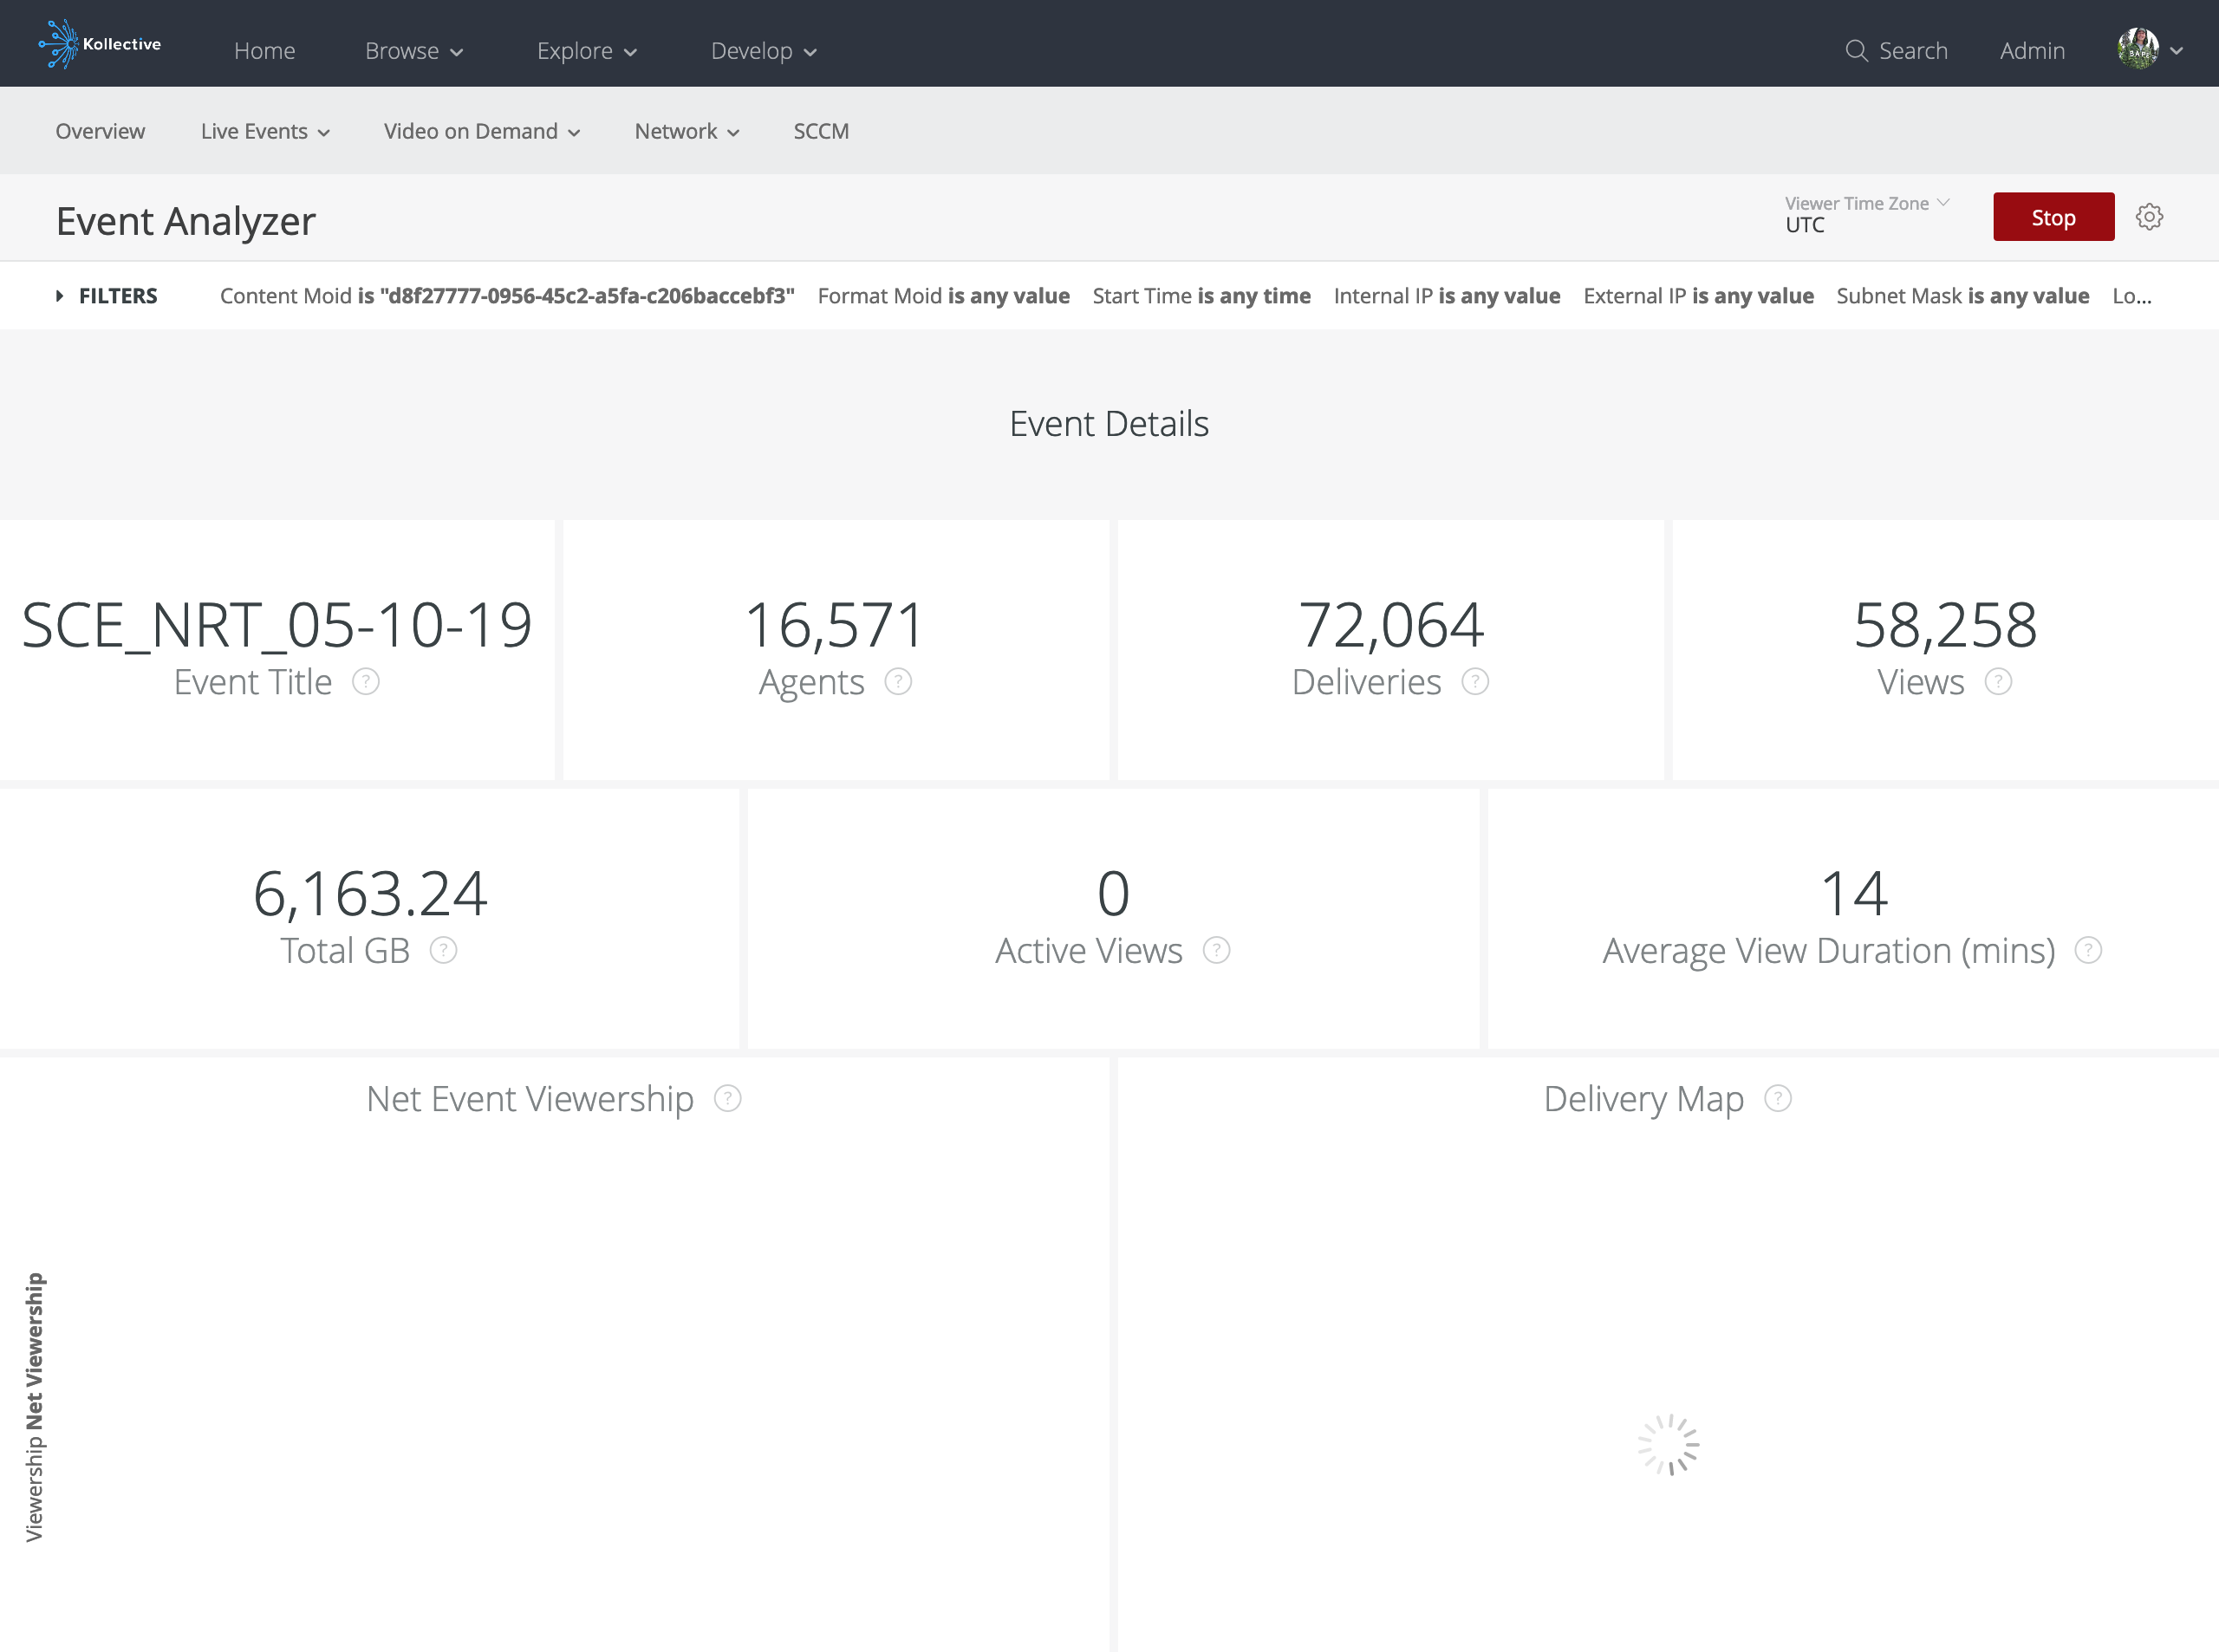 Kollective Home Browse Explore Develop Search Admin
Overview Live Events Video on Demand Network SCCM
Event Analyzer
Viewer Time Zone
UTC
Stop
FILTERS Content Moid is "d8f27777-0956-45c2-a5fa-c206baccebf3" Format Moid is any value Start Time is any time Internal IP is any value External IP is any value Subnet Mask is any value Lo...
Event Details
SCE_NRT_05-10-19
Event Title ?
16,571
Agents ?
72,064
Deliveries ?
58,258
Views ?
6,163.24
Total GB ?
0
Active Views ?
14
Average View Duration (mins) ?
Net Event Viewership ?
Viewership Net Viewership
Delivery Map ?